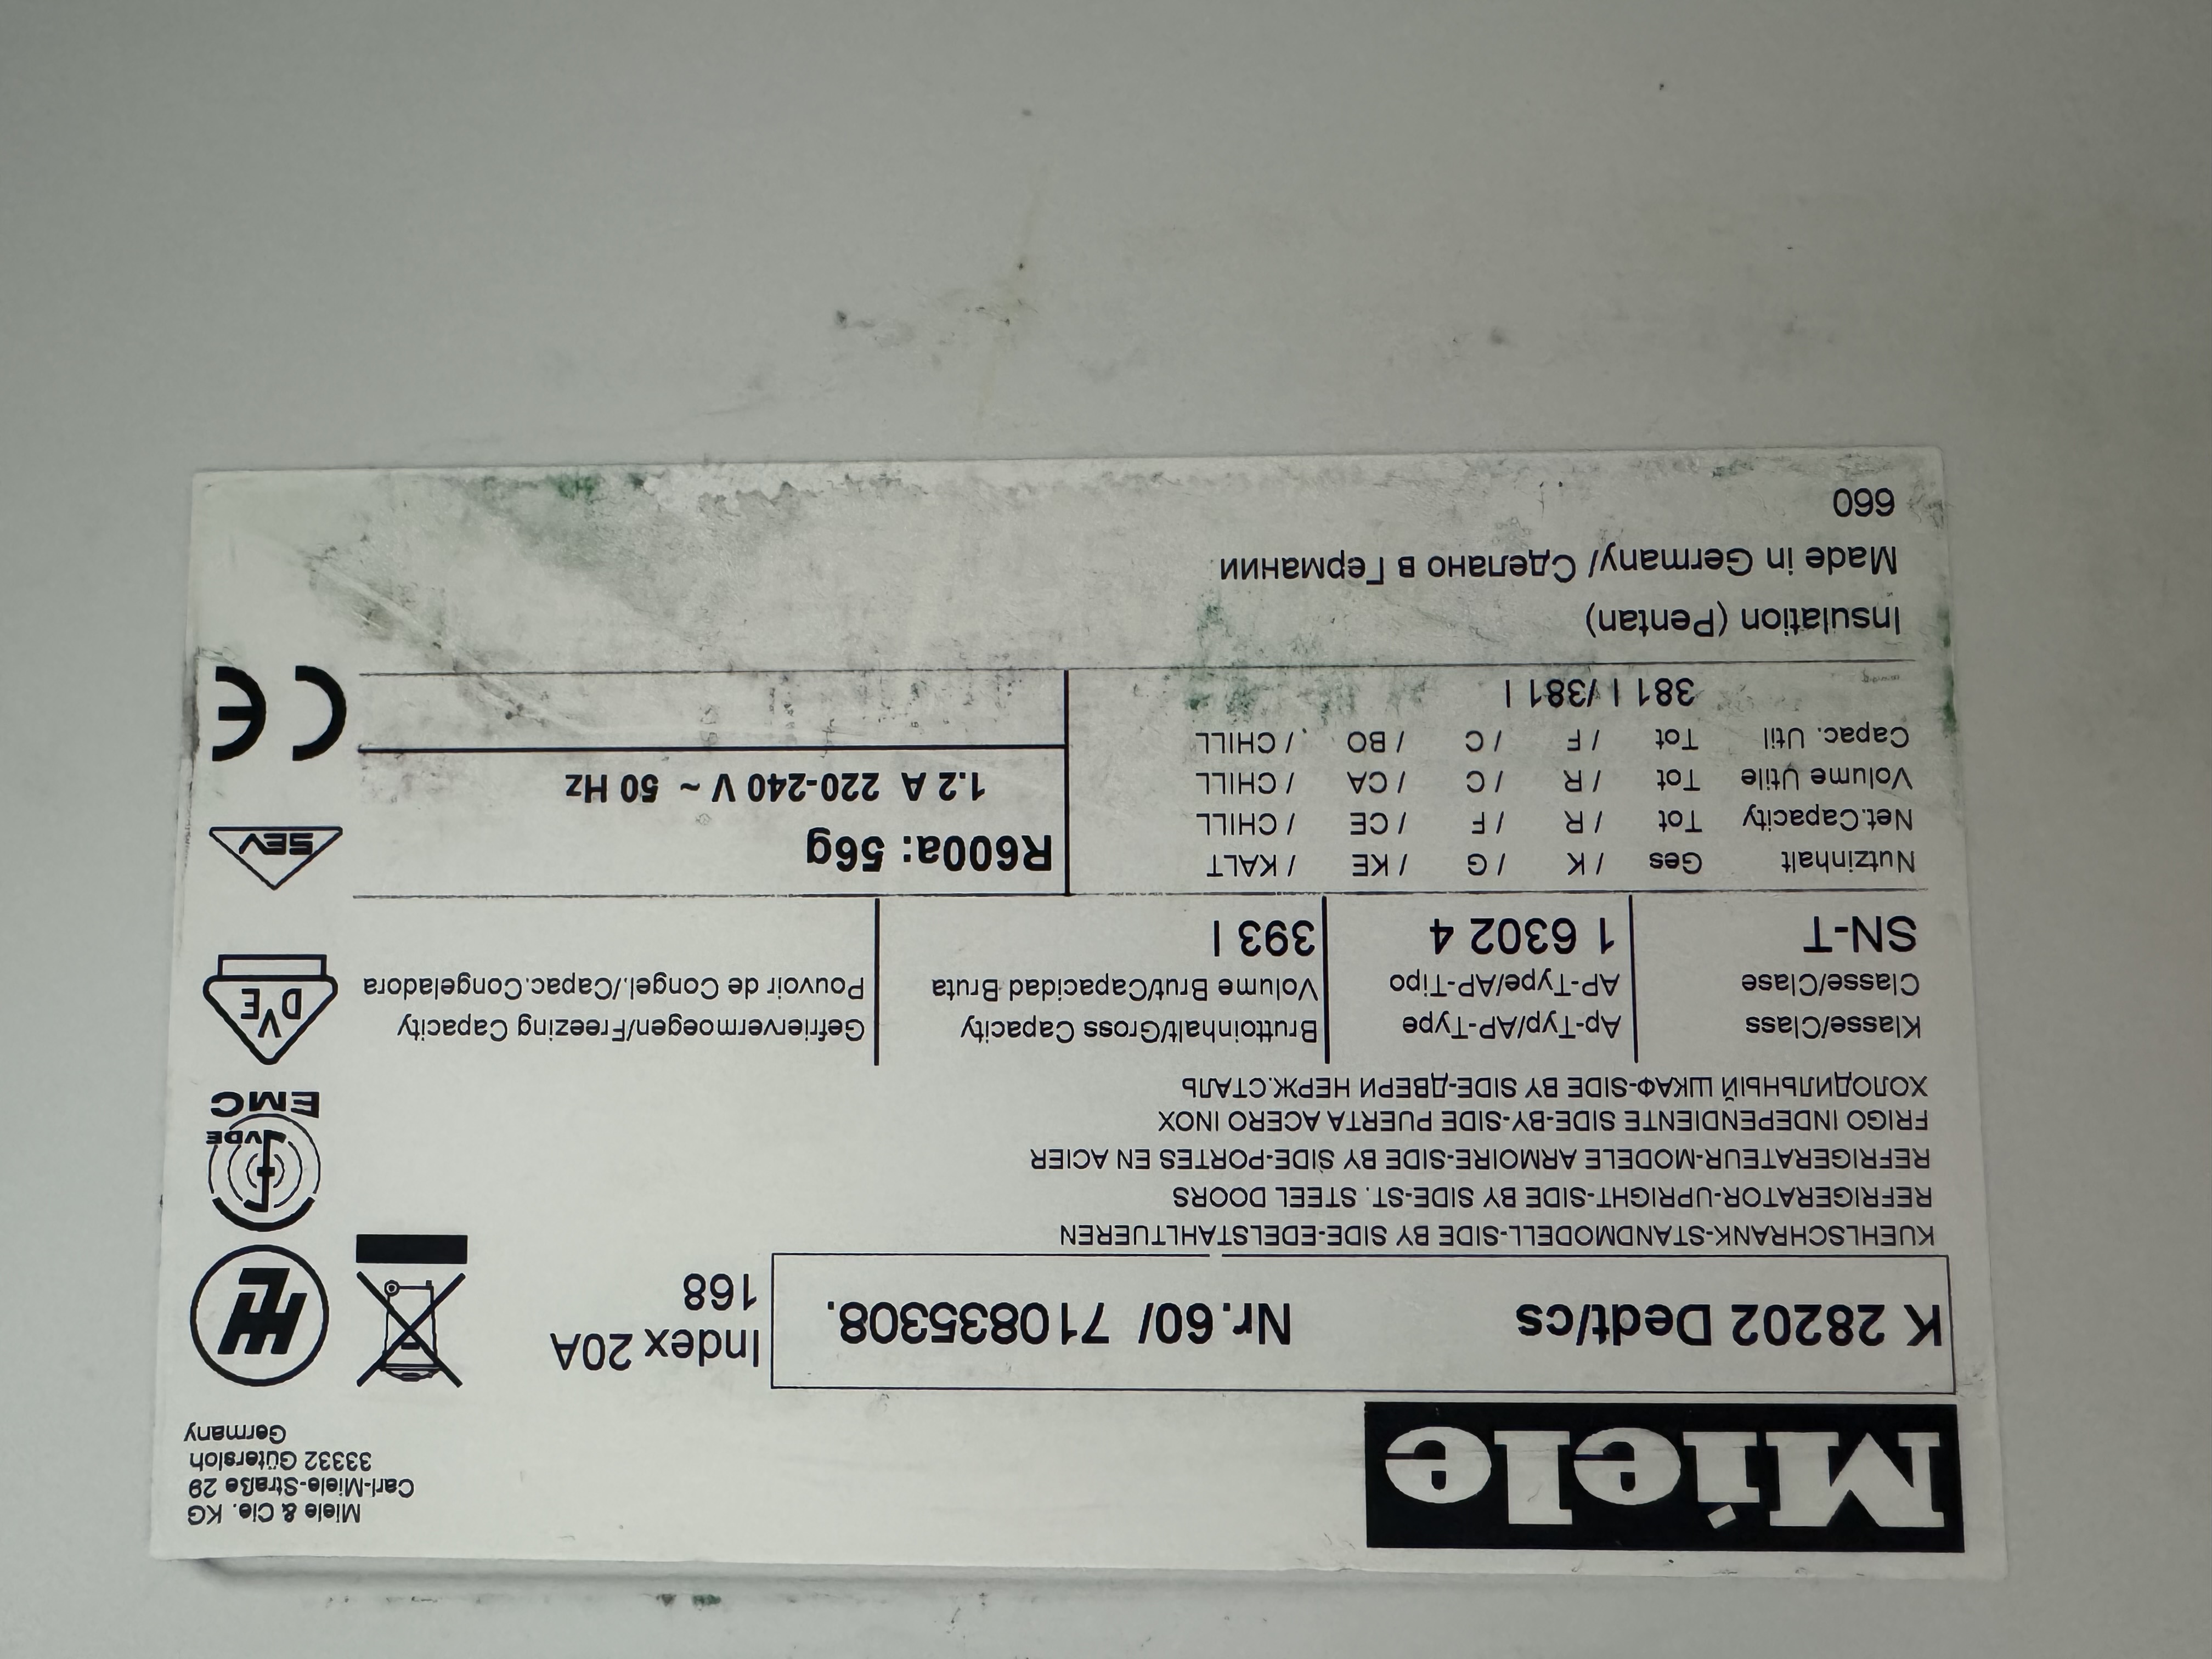 Miele
Miele & Cie. KG
Carl-Miele-Straße 29
33332 Gütersloh
Germany
K 28202 Dedt/cs Nr.60/ 710835308.
Index 20A
168
KUEHLSCHRANK-STANDMODELL-SIDE BY SIDE-EDELSTAHLTUEREN
REFRIGERATOR-UPRIGHT-SIDE BY SIDE-ST. STEEL DOORS
REFRIGERATEUR-MODELE ARMOIRE-SIDE BY SIDE-PORTES EN ACIER
FRIGO INDEPENDIENTE SIDE-BY-SIDE PUERTA ACERO INOX
ХОЛОДИЛЬНЫЙ ШКАФ-SIDE BY SIDE-ДВЕРИ НЕРЖ.СТАЛЬ
VDE
EMC
Klasse/Class Ap-Typ/AP-Type Bruttoinhalt/Gross Capacity Gefriervermoegen/Freezing Capacity
Classe/Clase AP-Type/AP-Tipo Volume Brut/Capacidad Bruta Pouvoir de Congel./Capac.Congeladora
SN-T 1 6302 4 393 l
DVE
Nutzinhalt Ges / K / G / KE / KALT
Net.Capacity Tot / R / F / CE / CHILL
Volume Utile Tot / R / C / CA / CHILL
Capac. Util Tot / F / C / BO / CHILL
381 l /381 l
R600a: 56g
1.2 A 220-240 V ~ 50 Hz
SEV
CE
Insulation (Pentan)
Made in Germany/ Сделано в Германии
660